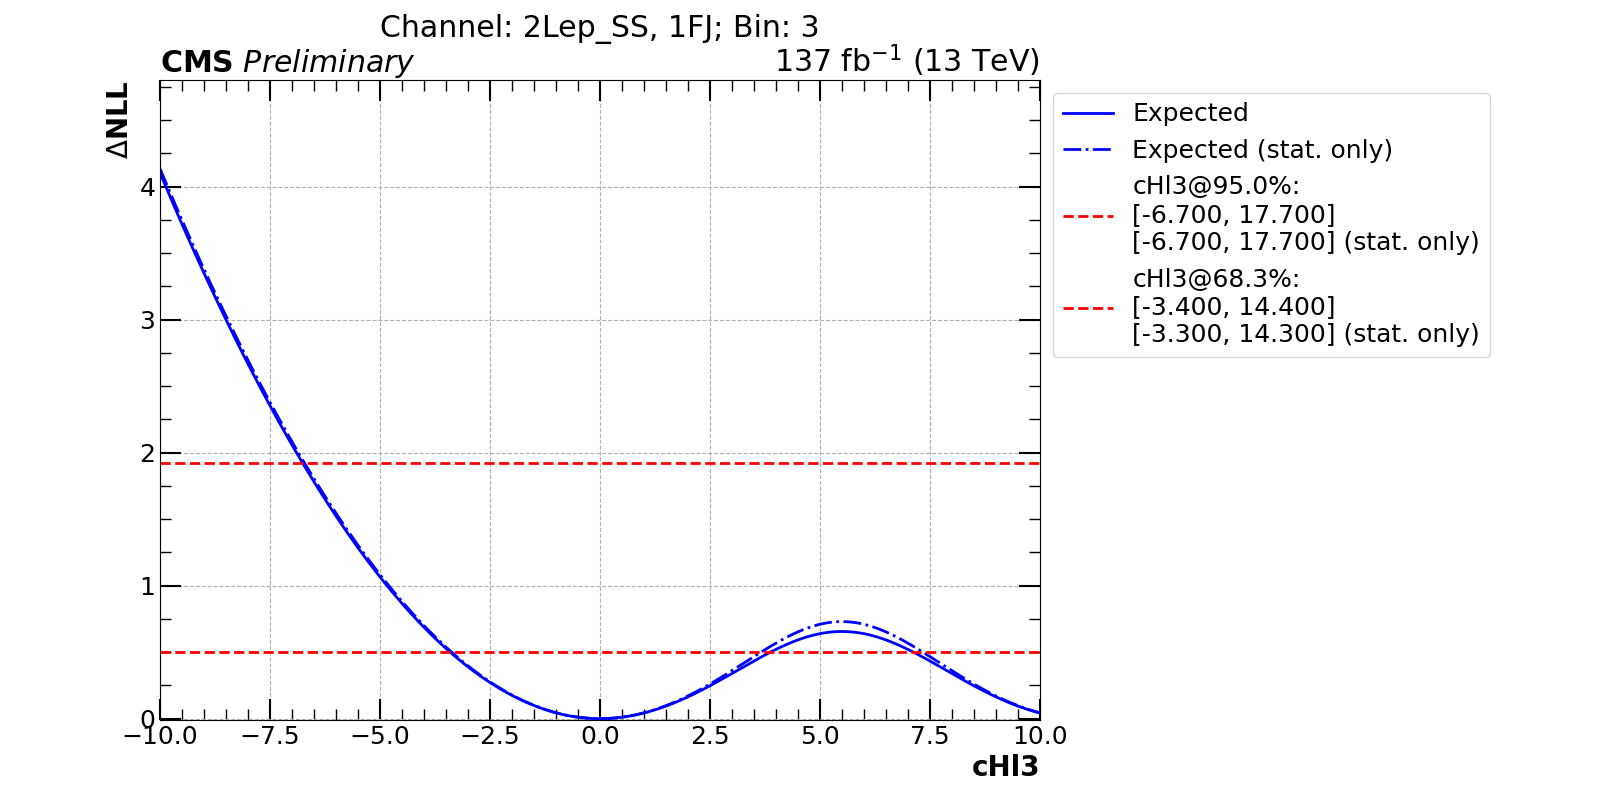 Channel: 2Lep_SS, 1FJ; Bin: 3
CMS Preliminary 137 fb⁻¹ (13 TeV)
ΔNLL
4
3
2
1
0
−10.0 −7.5 −5.0 −2.5 0.0 2.5 5.0 7.5 10.0
cHl3
Expected
Expected (stat. only)
cHl3@95.0%:
[-6.700, 17.700]
[-6.700, 17.700] (stat. only)
cHl3@68.3%:
[-3.400, 14.400]
[-3.300, 14.300] (stat. only)